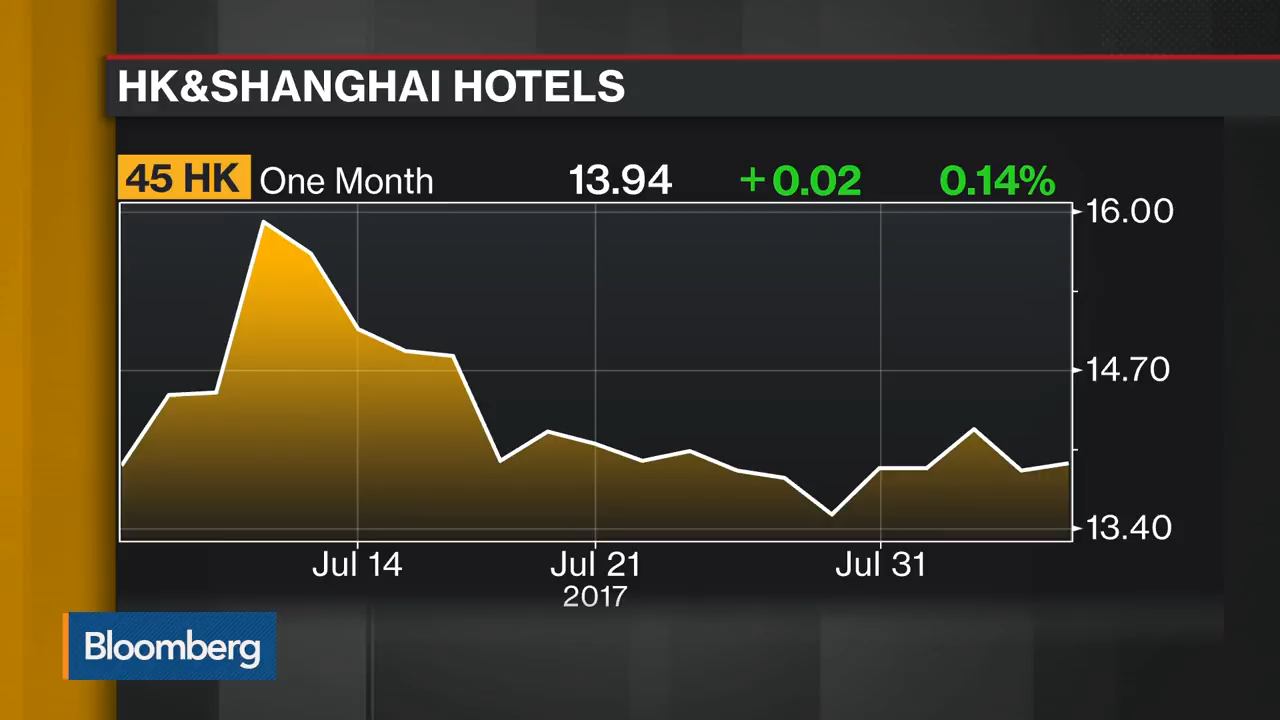 HK&SHANGHAI HOTELS
45 HK One Month 13.94 +0.02 0.14%
16.00
14.70
13.40
Jul 14 Jul 21 Jul 31
2017
Bloomberg